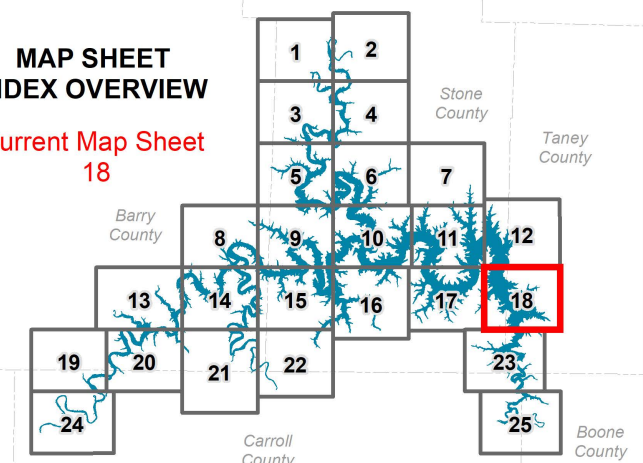 MAP SHEET
NDEX OVERVIEW
urrent Map Sheet
18
1
2
3
4
Stone
County
Taney
County
5
6
7
Barry
County
8
9
10
11
12
13
14
15
16
17
18
19
20
21
22
23
24
25
Carroll
County
Boone
County